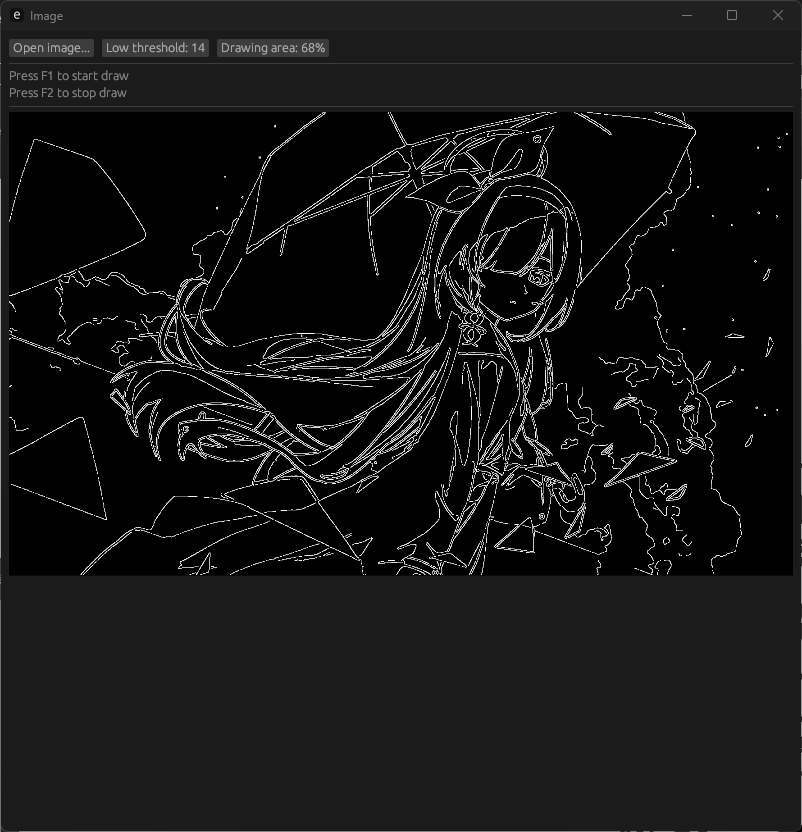 e Image
Open image... Low threshold: 14 Drawing area: 68%
Press F1 to start draw
Press F2 to stop draw